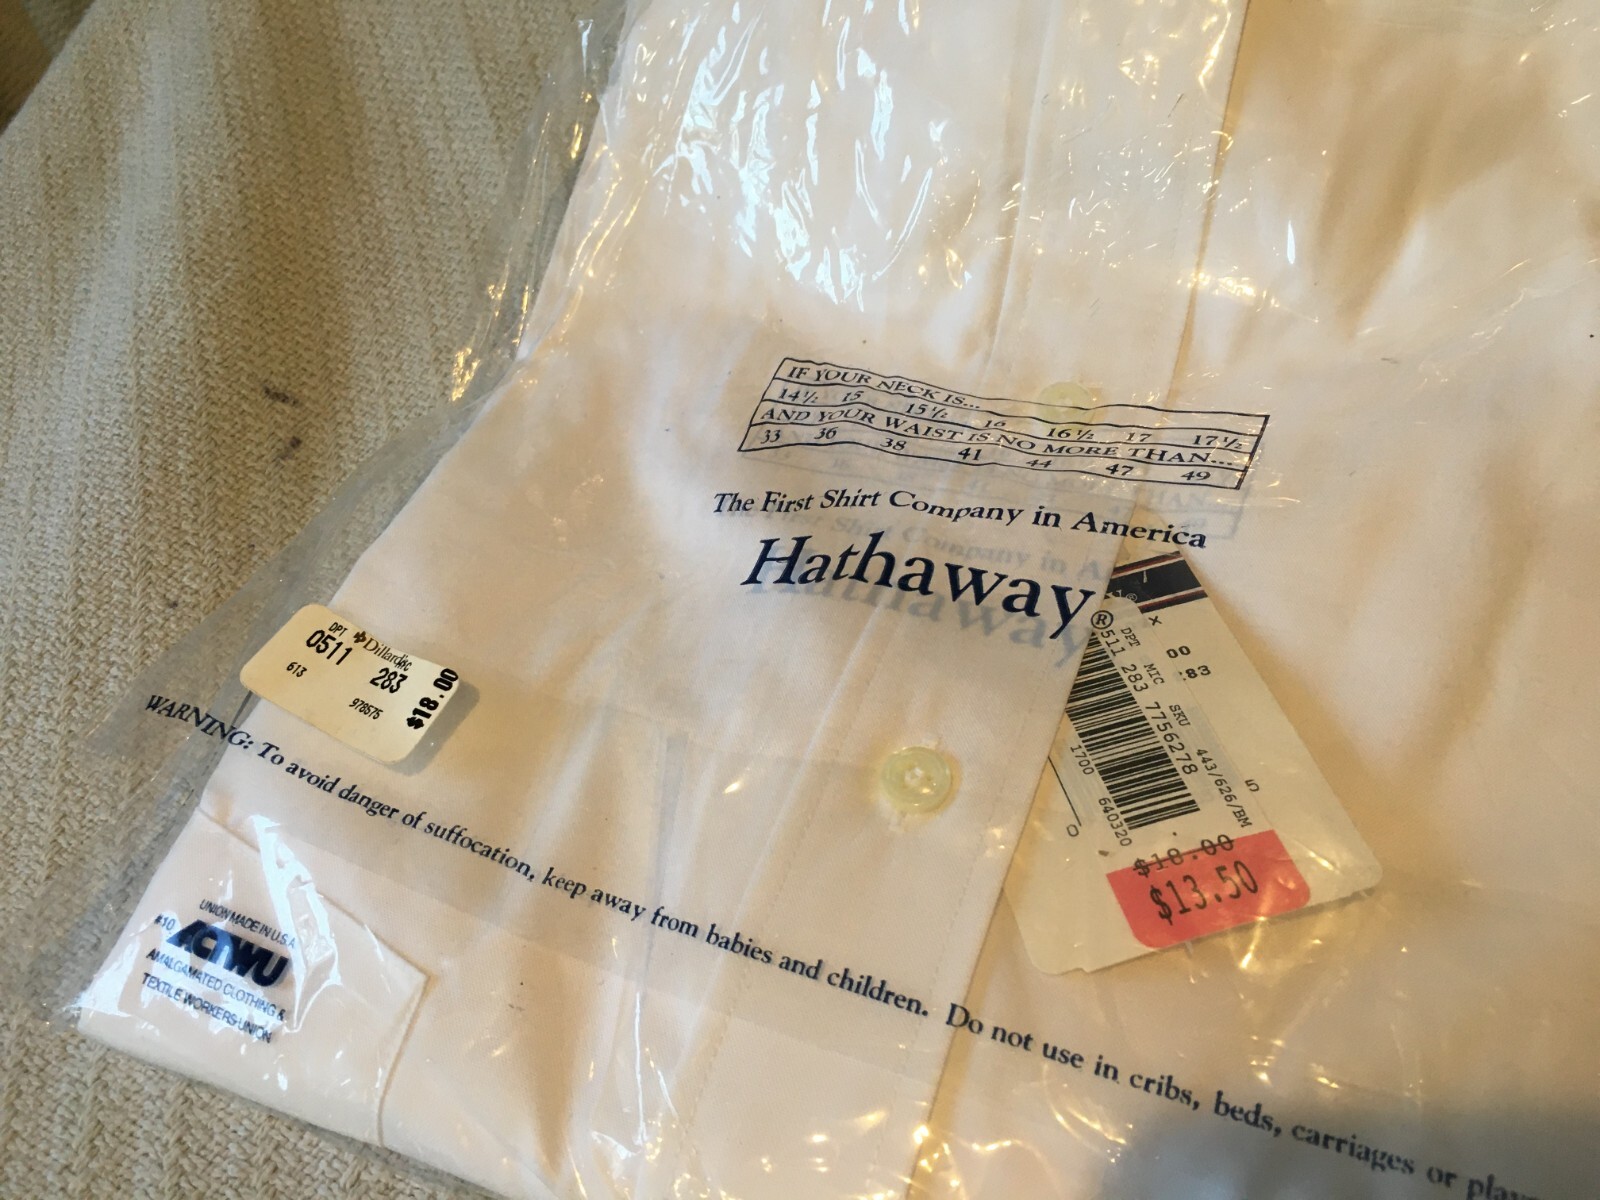 IF YOUR NECK IS...
14½ 15 15½ 16 16½ 17 17½
AND YOUR WAIST IS NO MORE THAN....
33 36 38 41 44 47 49
The First Shirt Company in America
Hathaway®
DPT Dillard's
0511 283
613 978575
$18.00
WARNING: To avoid danger of suffocation, keep away from babies and children. Do not use in cribs, beds, carriages or
UNION MADE IN U.S.A
#10 ACTWU
AMALGAMATED CLOTHING &
TEXTILE WORKERS UNION
DPT MIC SKU
511 283 7756278
443/626/BM
1700 640320
$18.00
$13.50